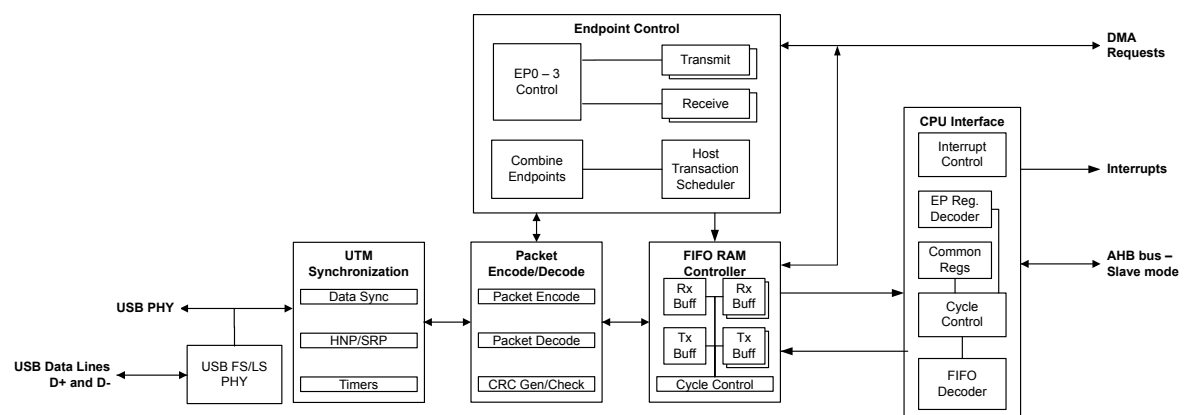 Endpoint Control
EP0 – 3
Control
Transmit
Receive
Combine
Endpoints
Host
Transaction
Scheduler
DMA
Requests
CPU Interface
Interrupt
Control
Interrupts
EP Reg.
Decoder
Common
Regs
AHB bus –
Slave mode
Cycle
Control
FIFO
Decoder
UTM
Synchronization
Data Sync
HNP/SRP
Timers
Packet
Encode/Decode
Packet Encode
Packet Decode
CRC Gen/Check
FIFO RAM
Controller
Rx
Buff
Rx
Buff
Tx
Buff
Tx
Buff
Cycle Control
USB PHY
USB Data Lines
D+ and D-
USB FS/LS
PHY